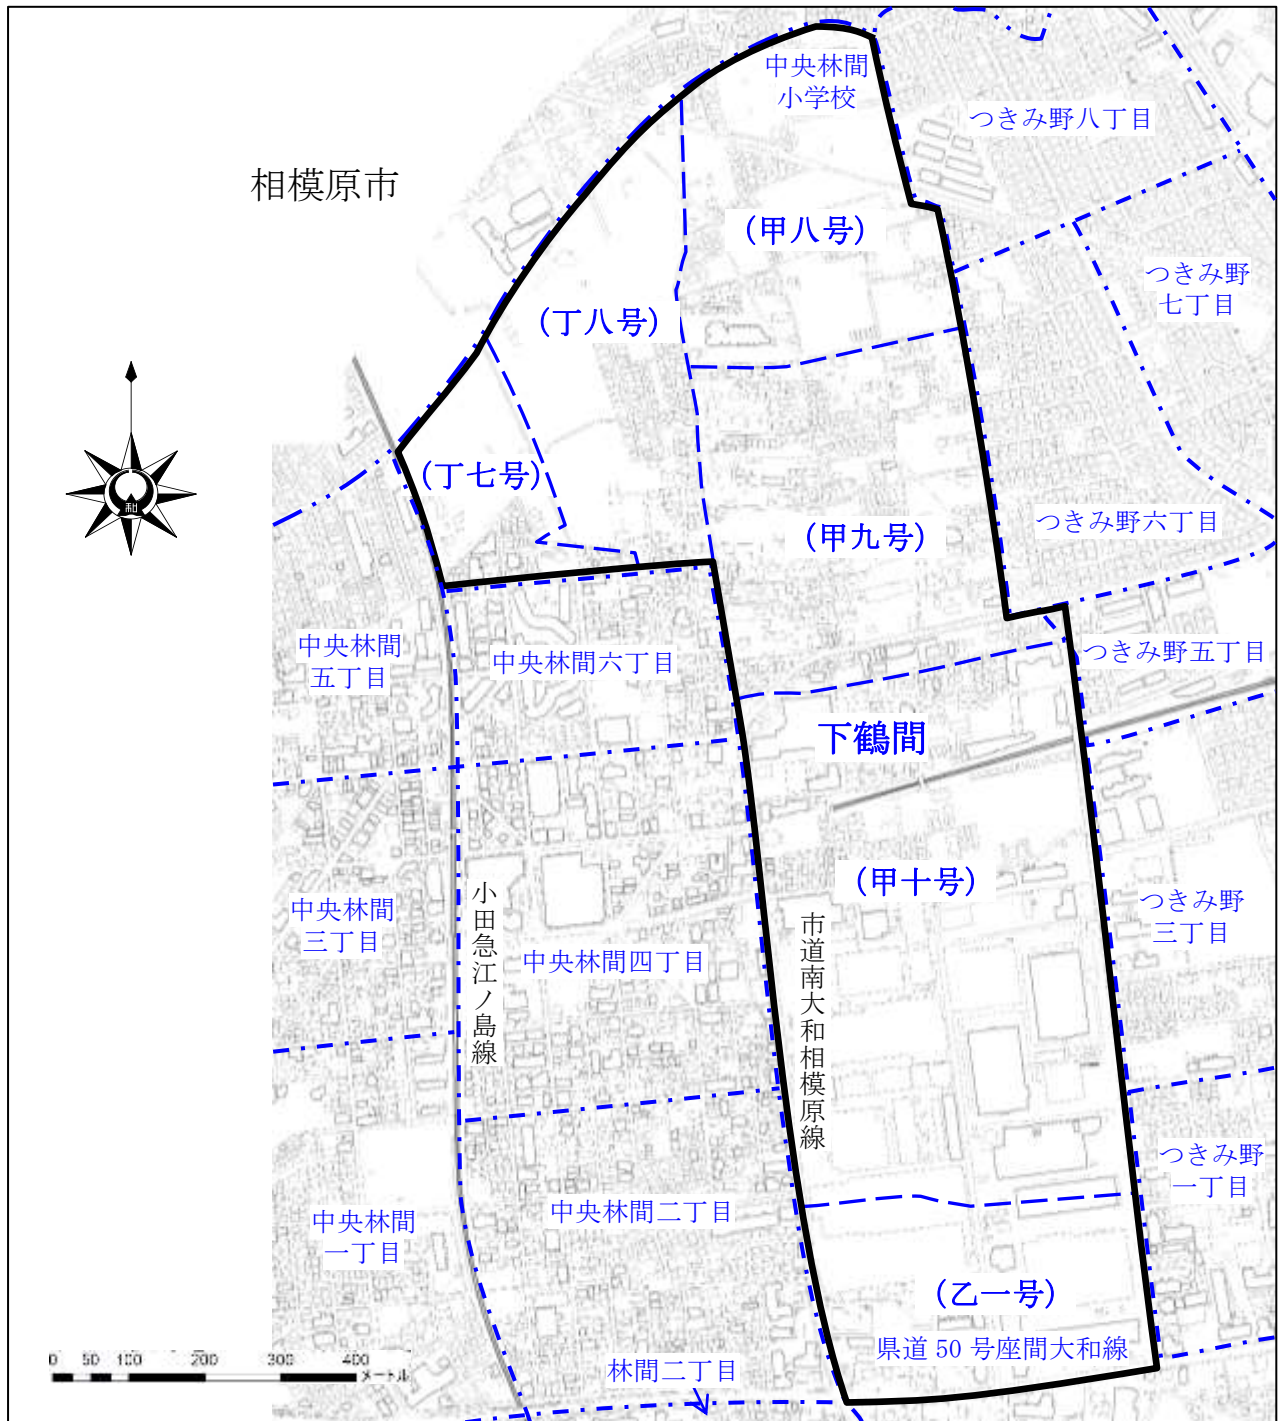 中央林間
小学校
つきみ野八丁目
相模原市
(甲八号)
つきみ野
七丁目
(丁八号)
(丁七号)
和
つきみ野六丁目
(甲九号)
中央林間
五丁目
中央林間六丁目
つきみ野五丁目
下鶴間
(甲十号)
中央林間
三丁目
小田急江ノ島線
中央林間四丁目
市道南大和相模原線
つきみ野
三丁目
つきみ野
一丁目
中央林間
一丁目
中央林間二丁目
(乙一号)
県道 50 号座間大和線
林間二丁目
0 50 100 200 300 400
メートル